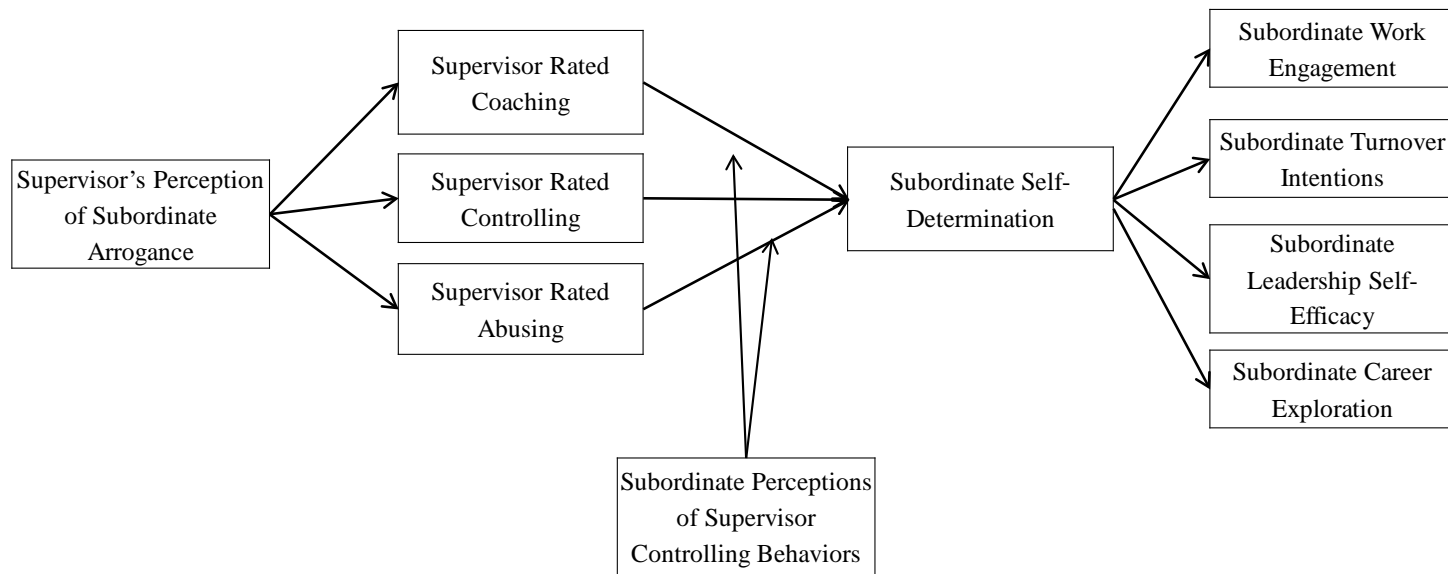 Supervisor’s Perception
of Subordinate
Arrogance
Supervisor Rated
Coaching
Supervisor Rated
Controlling
Supervisor Rated
Abusing
Subordinate Perceptions
of Supervisor
Controlling Behaviors
Subordinate Self-
Determination
Subordinate Work
Engagement
Subordinate Turnover
Intentions
Subordinate
Leadership Self-
Efficacy
Subordinate Career
Exploration